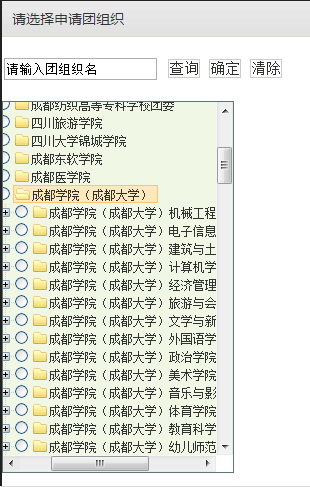 请选择申请团组织
请输入团组织名 查询 确定 清除
成都纺织高等专科学校团委
四川旅游学院
四川大学锦城学院
成都东软学院
成都医学院
成都学院（成都大学）
成都学院（成都大学）机械工程
成都学院（成都大学）电子信息
成都学院（成都大学）建筑与土
成都学院（成都大学）计算机学
成都学院（成都大学）经济管理
成都学院（成都大学）旅游与会
成都学院（成都大学）文学与新
成都学院（成都大学）外国语学
成都学院（成都大学）政治学院
成都学院（成都大学）美术学院
成都学院（成都大学）音乐与影
成都学院（成都大学）体育学院
成都学院（成都大学）教育科学
成都学院（成都大学）幼儿师范